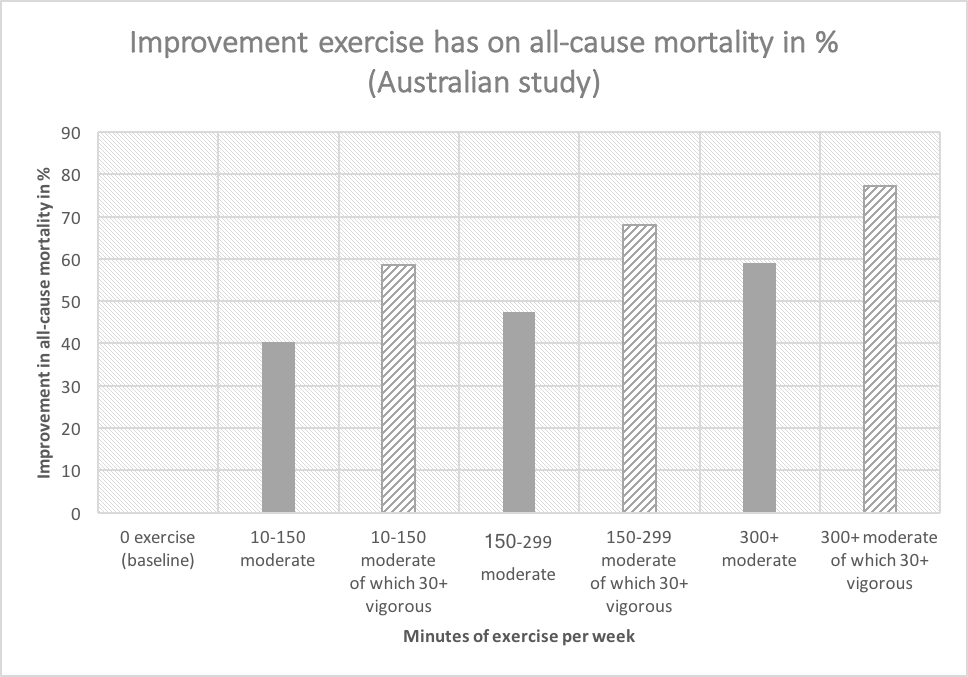 Improvement exercise has on all-cause mortality in %
(Australian study)
Improvement in all-cause mortality in %
90
80
70
60
50
40
30
20
10
0
0 exercise
(baseline)
10-150
moderate
10-150
moderate
of which 30+
vigorous
150-299
moderate
150-299
moderate
of which 30+
vigorous
300+
moderate
300+ moderate
of which 30+
vigorous
Minutes of exercise per week